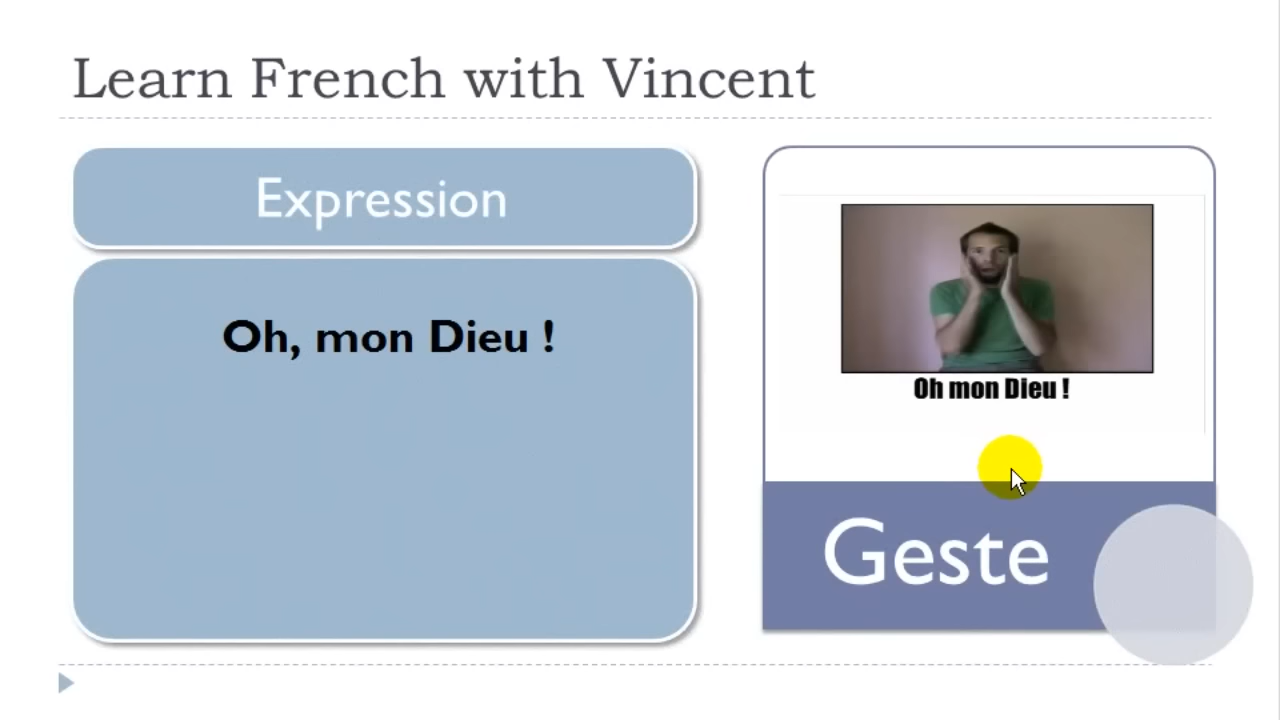 Learn French with Vincent
Expression
Oh, mon Dieu !
Oh mon Dieu !
Geste